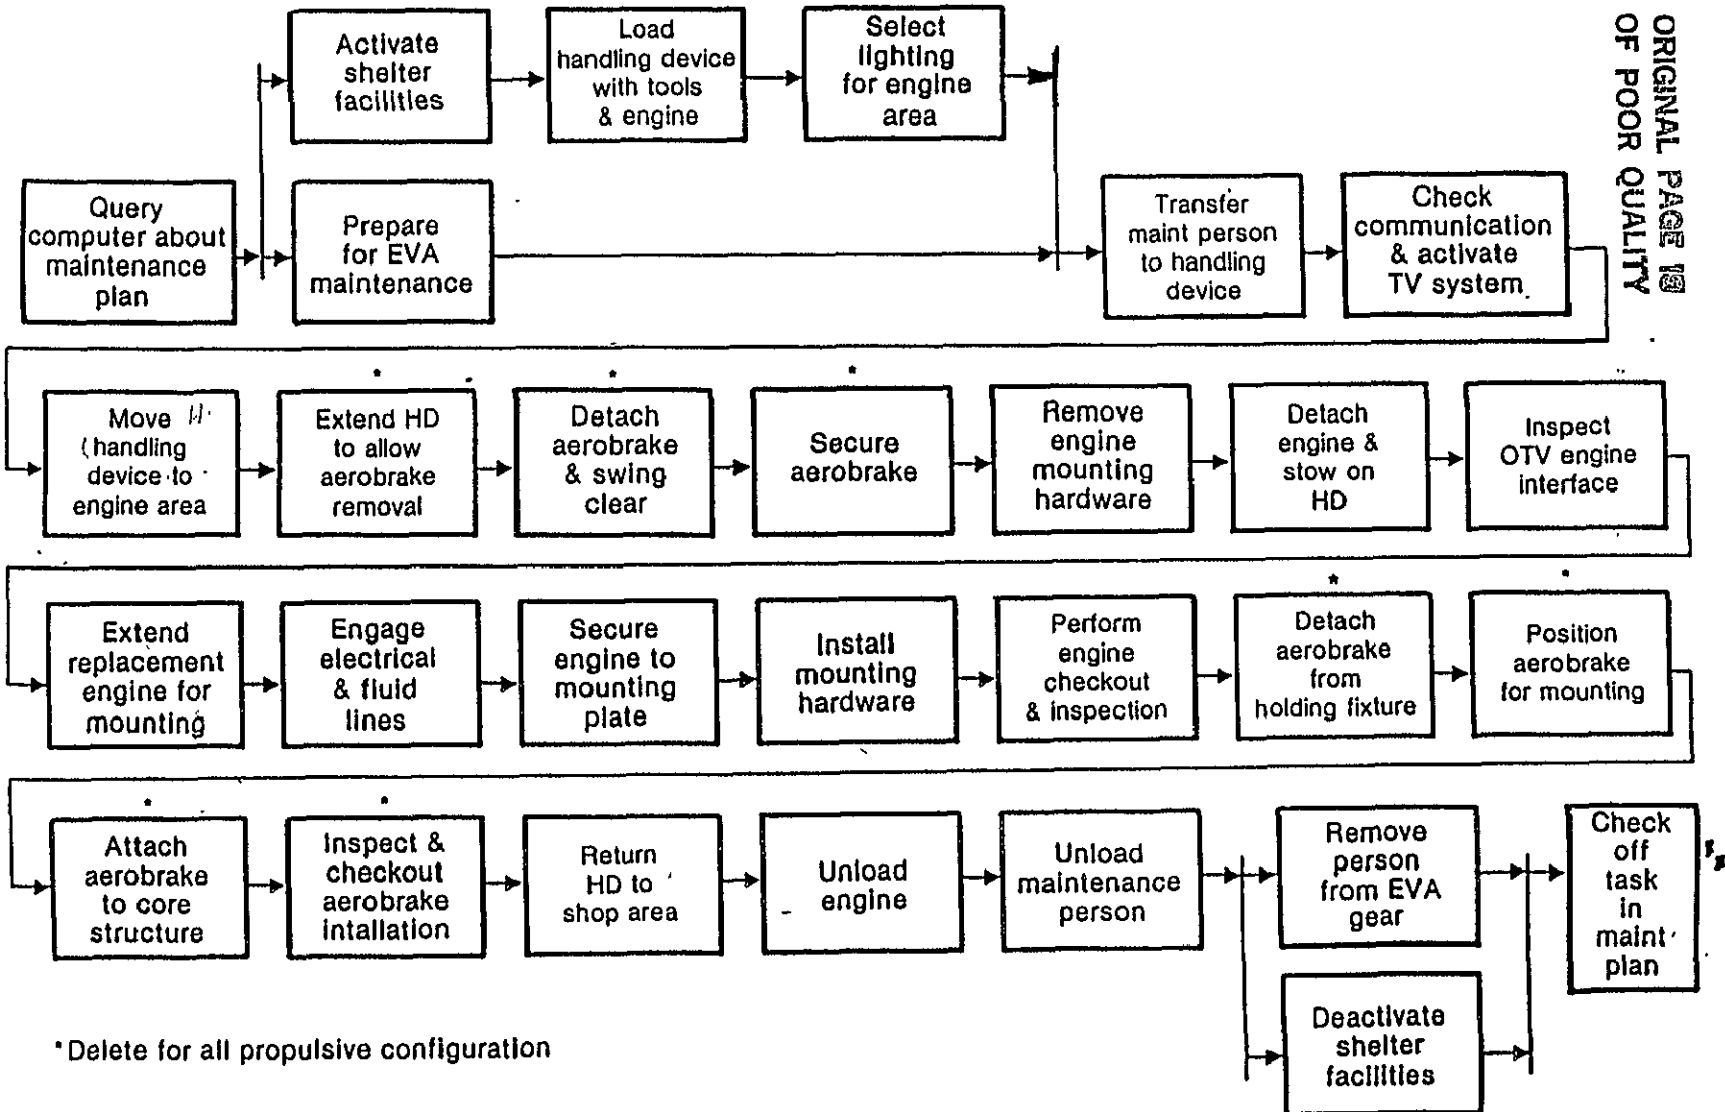 ORIGINAL PAGE IS
OF POOR QUALITY
Activate
shelter
facilities
Load
handling device
with tools
& engine
Select
lighting
for engine
area
Query
computer about
maintenance
plan
Prepare
for EVA
maintenance
Transfer
maint person
to handling
device
Check
communication
& activate
TV system
Move
handling
device to
engine area
*
Extend HD
to allow
aerobrake
removal
*
Detach
aerobrake
& swing
clear
*
Secure
aerobrake
Remove
engine
mounting
hardware
Detach
engine &
stow on
HD
Inspect
OTV engine
interface
Extend
replacement
engine for
mounting
Engage
electrical
& fluid
lines
Secure
engine to
mounting
plate
Install
mounting
hardware
Perform
engine
checkout
& inspection
*
Detach
aerobrake
from
holding fixture
*
Position
aerobrake
for mounting
*
Attach
aerobrake
to core
structure
*
Inspect &
checkout
aerobrake
intallation
Return
HD to
shop area
Unload
engine
Unload
maintenance
person
Remove
person
from EVA
gear
Deactivate
shelter
facilities
Check
off
task
in
maint
plan
*Delete for all propulsive configuration